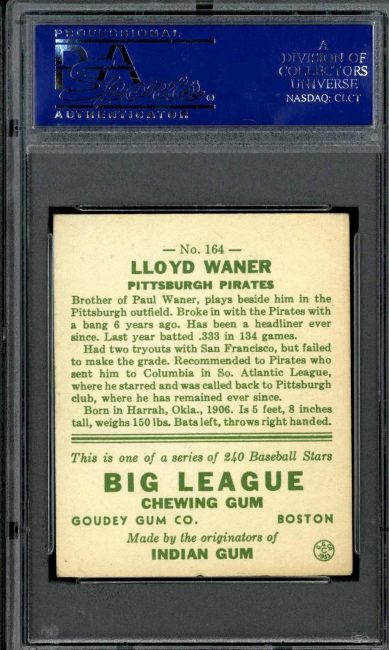 PROFESSIONAL
PSA
Sports®
AUTHENTICATOR
A
DIVISION OF
COLLECTORS
UNIVERSE
NASDAQ: CLCT
— No. 164 —
LLOYD WANER
PITTSBURGH PIRATES
Brother of Paul Waner, plays beside him in the
Pittsburgh outfield. Broke in with the Pirates with
a bang 6 years ago. Has been a headliner ever
since. Last year batted .333 in 134 games.
Had two tryouts with San Francisco, but failed
to make the grade. Recommended to Pirates who
sent him to Columbia in So. Atlantic League,
where he starred and was called back to Pittsburgh
club, where he has remained ever since.
Born in Harrah, Okla., 1906. Is 5 feet, 8 inches
tall, weighs 150 lbs. Bats left, throws right handed.
This is one of a series of 240 Baseball Stars
BIG LEAGUE
CHEWING GUM
GOUDEY GUM CO. BOSTON
Made by the originators of
INDIAN GUM